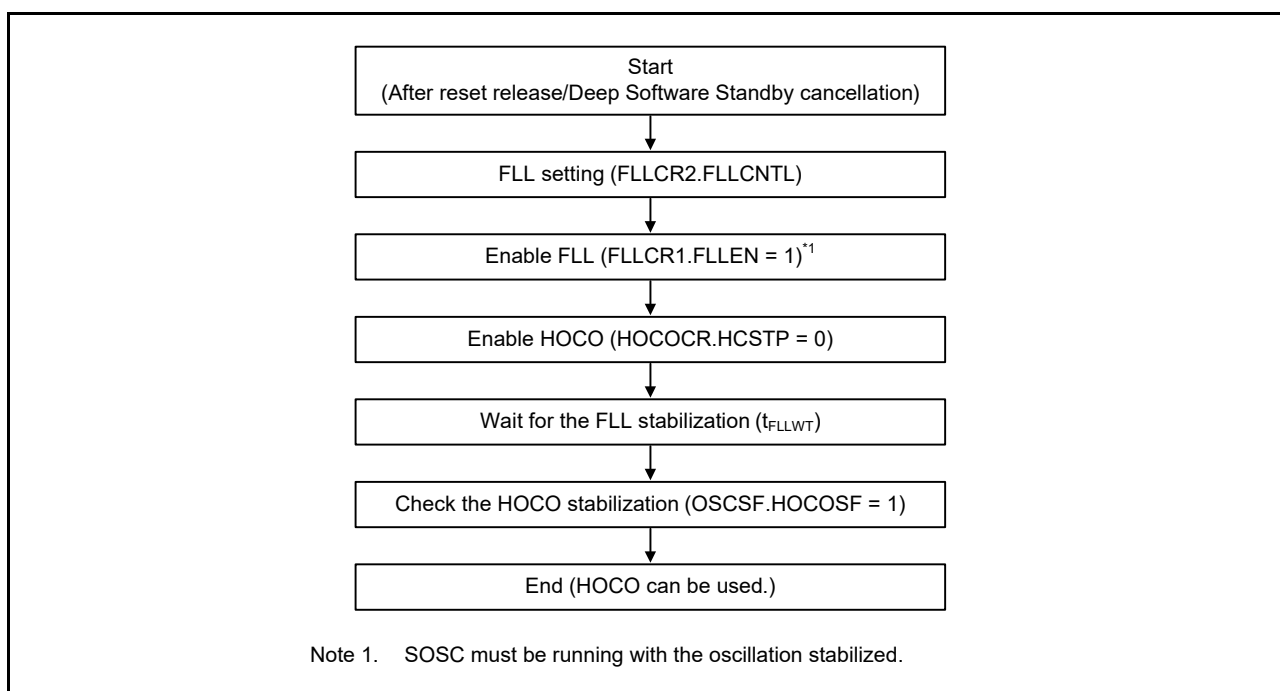 Start
(After reset release/Deep Software Standby cancellation)
FLL setting (FLLCR2.FLLCNTL)
Enable FLL (FLLCR1.FLLEN = 1)*1
Enable HOCO (HOCOCR.HCSTP = 0)
Wait for the FLL stabilization (tFLLWT)
Check the HOCO stabilization (OSCSF.HOCOSF = 1)
End (HOCO can be used.)
Note 1. SOSC must be running with the oscillation stabilized.